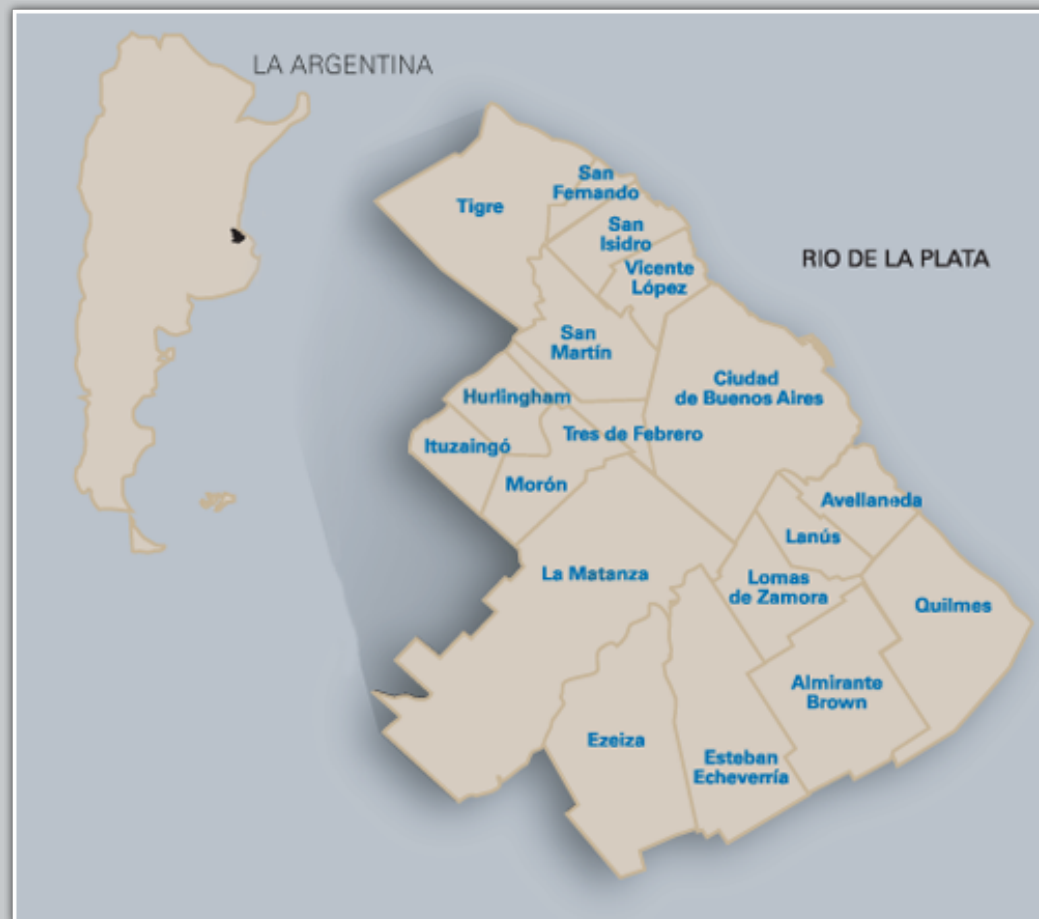 LA ARGENTINA
San
Fernando
Tigre
San
Isidro
RIO DE LA PLATA
Vicente
López
San
Martín
Ciudad
de Buenos Aires
Hurlingham
Tres de Febrero
Ituzaingó
Morón
Avellaneda
Lanús
La Matanza
Lomas
de Zamora
Quilmes
Almirante
Brown
Ezeiza
Esteban
Echeverría